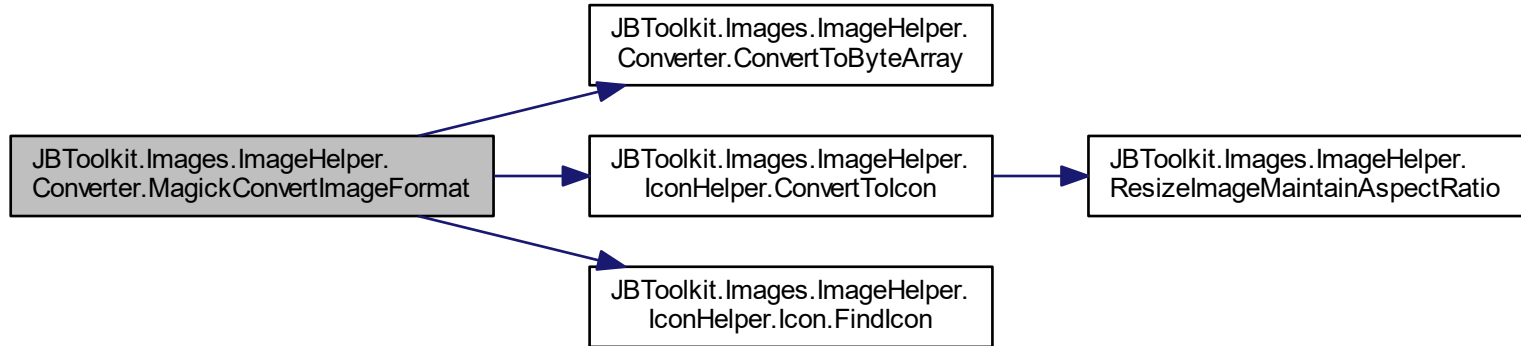 JBToolkit.Images.ImageHelper.
Converter.ConvertToByteArray
JBToolkit.Images.ImageHelper.
Converter.MagickConvertImageFormat
JBToolkit.Images.ImageHelper.
IconHelper.ConvertToIcon
JBToolkit.Images.ImageHelper.
ResizeImageMaintainAspectRatio
JBToolkit.Images.ImageHelper.
IconHelper.Icon.FindIcon